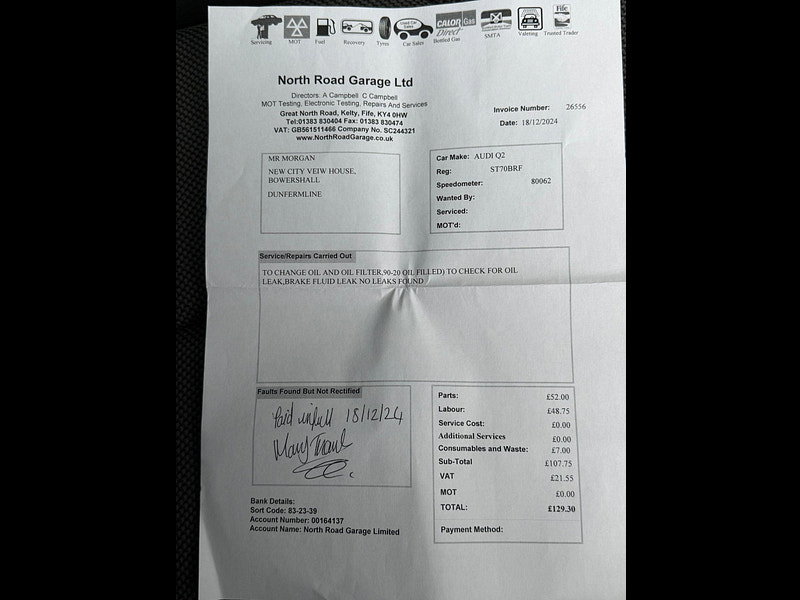 Servicing MOT Fuel Recovery Tyres Used Car Sales Car Sales CALOR Gas Direct Bottled Gas SMTA Valeting Fife Trusted Trader
North Road Garage Ltd
Directors: A Campbell C Campbell
MOT Testing, Electronic Testing, Repairs And Services
Great North Road, Kelty, Fife, KY4 0HW
Tel:01383 830404 Fax: 01383 830474
VAT: GB561511466 Company No. SC244321
www.NorthRoadGarage.co.uk
Invoice Number: 26556
Date: 18/12/2024
MR MORGAN
NEW CITY VEIW HOUSE,
BOWERSHALL
DUNFERMLINE
Car Make: AUDI Q2
Reg: ST70BRF
Speedometer: 80062
Wanted By:
Serviced:
MOT'd:
Service/Repairs Carried Out
TO CHANGE OIL AND OIL FILTER,90-20 OIL FILLED) TO CHECK FOR OIL
LEAK,BRAKE FLUID LEAK NO LEAKS FOUND
Faults Found But Not Rectified
Paid in full 18/12/24
Parts: £52.00
Labour: £48.75
Service Cost: £0.00
Additional Services £0.00
Consumables and Waste: £7.00
Sub-Total £107.75
VAT £21.55
MOT £0.00
TOTAL: £129.30
Payment Method:
Bank Details:
Sort Code: 83-23-39
Account Number: 00164137
Account Name: North Road Garage Limited